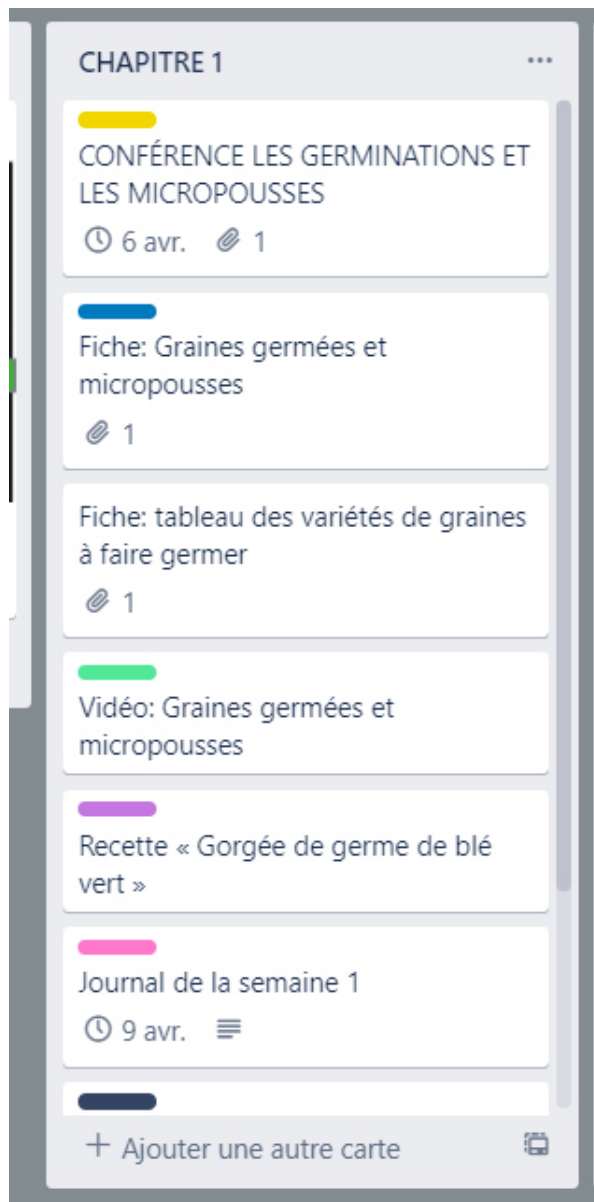 CHAPITRE 1
CONFÉRENCE LES GERMINATIONS ET
LES MICROPOUSSES
6 avr. 1
Fiche: Graines germées et
micropousses
1
Fiche: tableau des variétés de graines
à faire germer
1
Vidéo: Graines germées et
micropousses
Recette « Gorgée de germe de blé
vert »
Journal de la semaine 1
9 avr.
+ Ajouter une autre carte